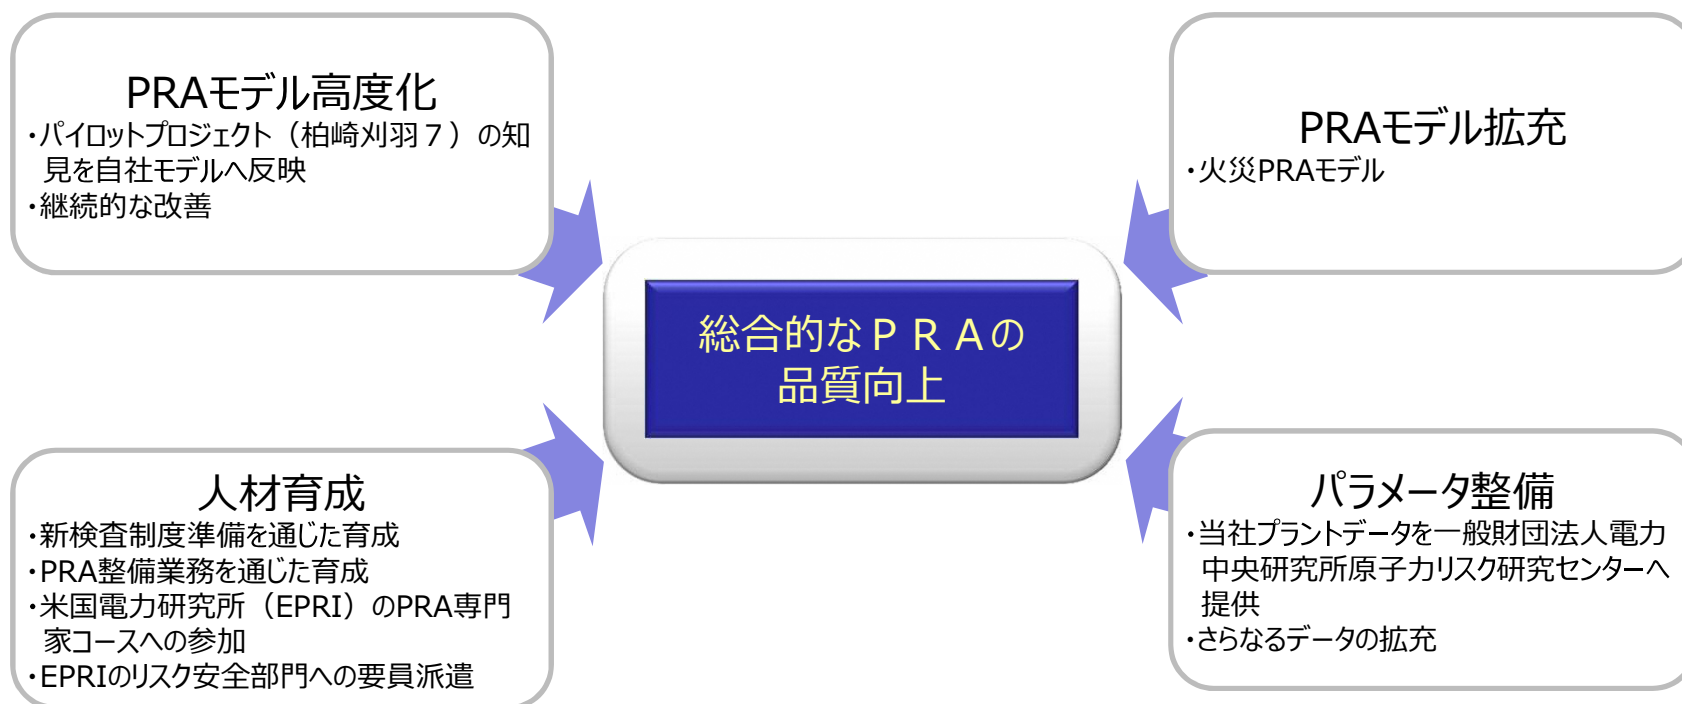 PRAモデル高度化
・パイロットプロジェクト（柏崎刈羽７）の知
見を自社モデルへ反映
・継続的な改善
PRAモデル拡充
・火災PRAモデル
総合的なＰＲＡの
品質向上
人材育成
・新検査制度準備を通じた育成
・PRA整備業務を通じた育成
・米国電力研究所（EPRI）のPRA専門
家コースへの参加
・EPRIのリスク安全部門への要員派遣
パラメータ整備
・当社プラントデータを一般財団法人電力
中央研究所原子力リスク研究センターへ
提供
・さらなるデータの拡充